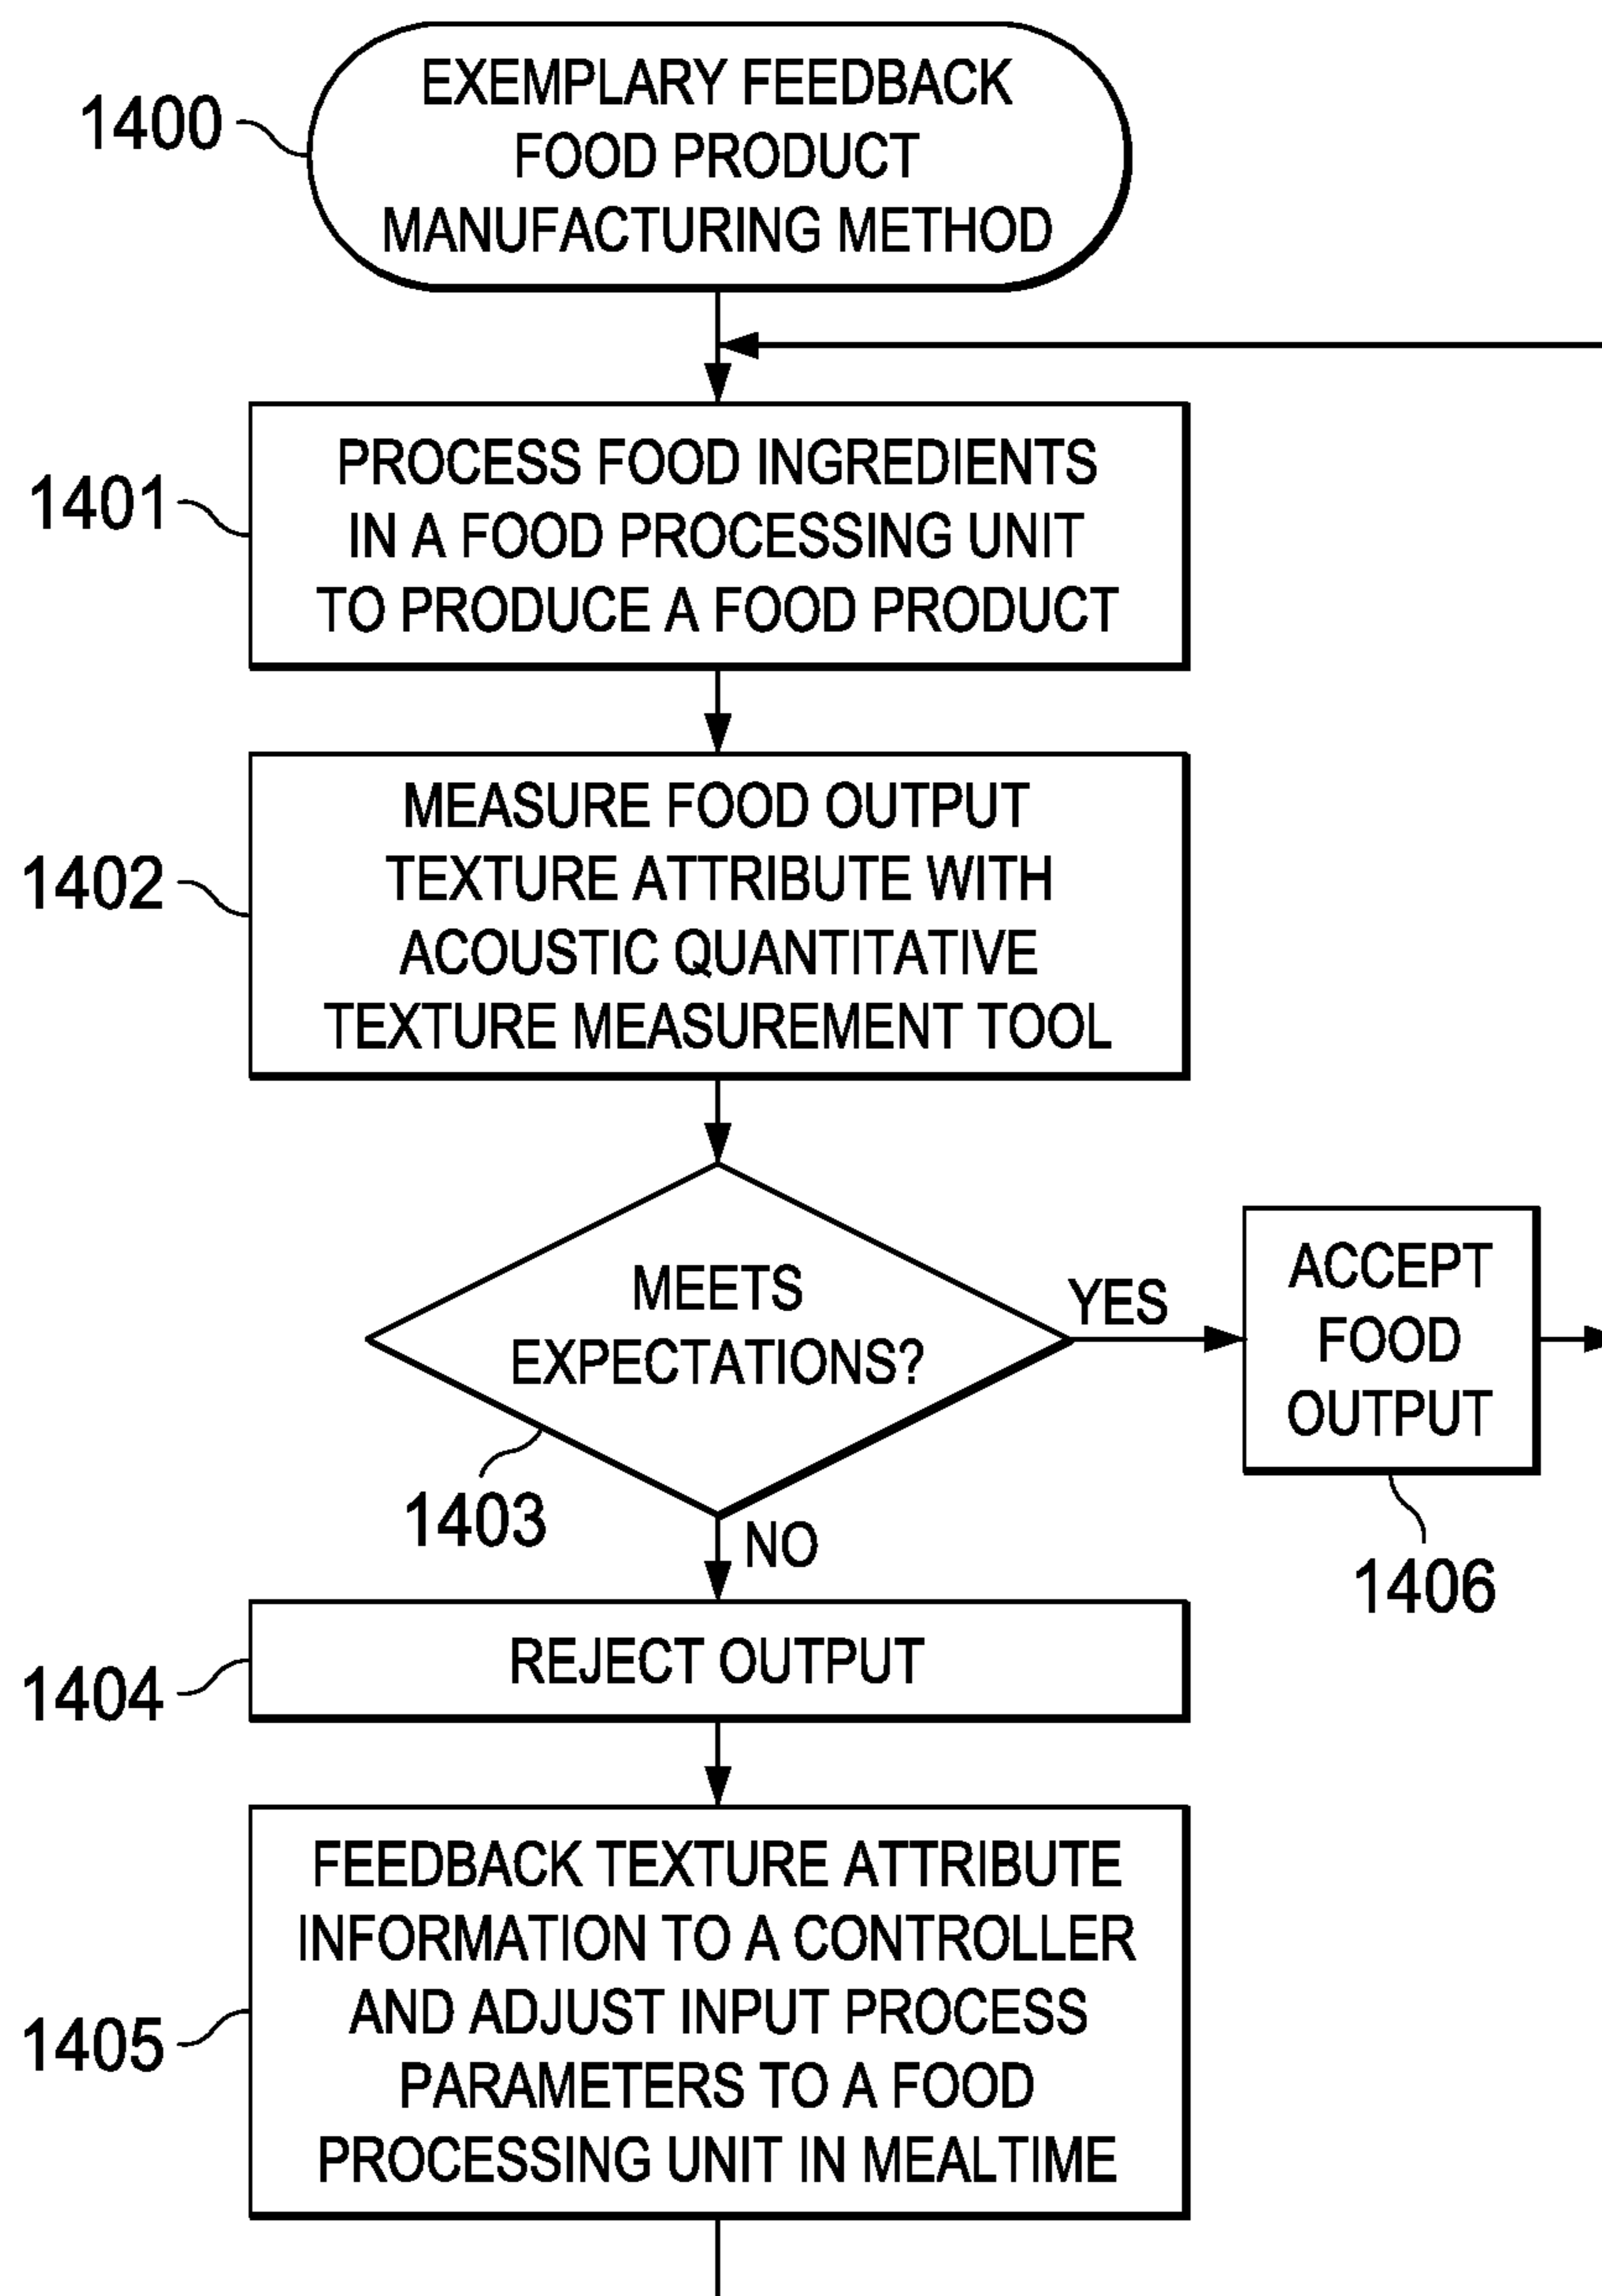 EXEMPLARY FEEDBACK
FOOD PRODUCT
MANUFACTURING METHOD
1400
PROCESS FOOD INGREDIENTS
IN A FOOD PROCESSING UNIT
TO PRODUCE A FOOD PRODUCT
1401
MEASURE FOOD OUTPUT
TEXTURE ATTRIBUTE WITH
ACOUSTIC QUANTITATIVE
TEXTURE MEASUREMENT TOOL
1402
MEETS
EXPECTATIONS?
1403
YES
ACCEPT
FOOD
OUTPUT
1406
NO
REJECT OUTPUT
1404
FEEDBACK TEXTURE ATTRIBUTE
INFORMATION TO A CONTROLLER
AND ADJUST INPUT PROCESS
PARAMETERS TO A FOOD
PROCESSING UNIT IN MEALTIME
1405